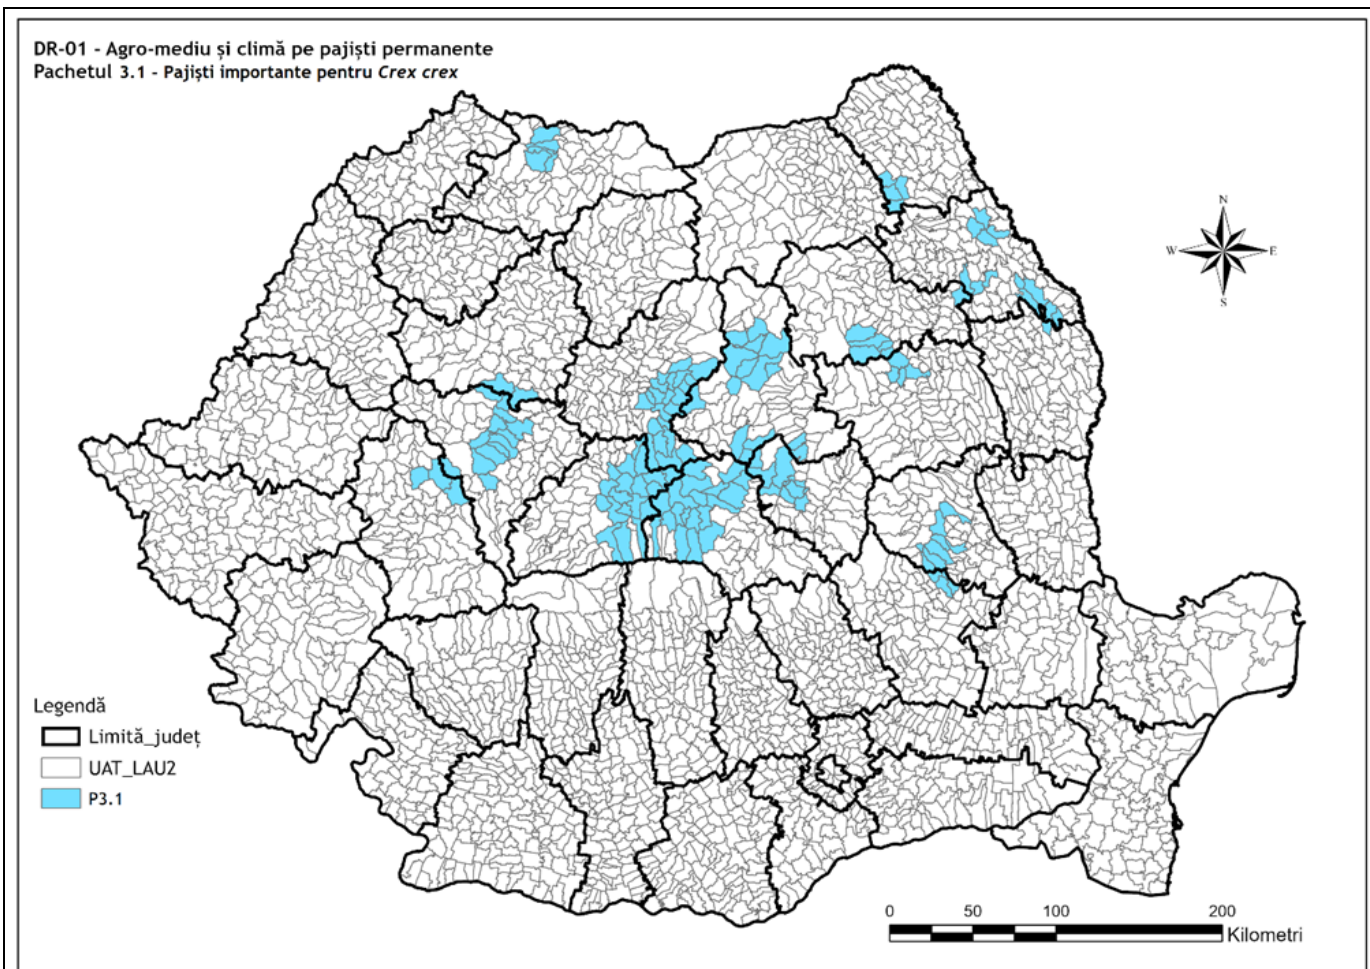 DR-01 - Agro-mediu și climă pe pajiști permanente
Pachetul 3.1 - Pajiști importante pentru Crex crex
N
W
E
S
Legendă
Limită_județ
UAT_LAU2
P3.1
0 50 100 200
Kilometri